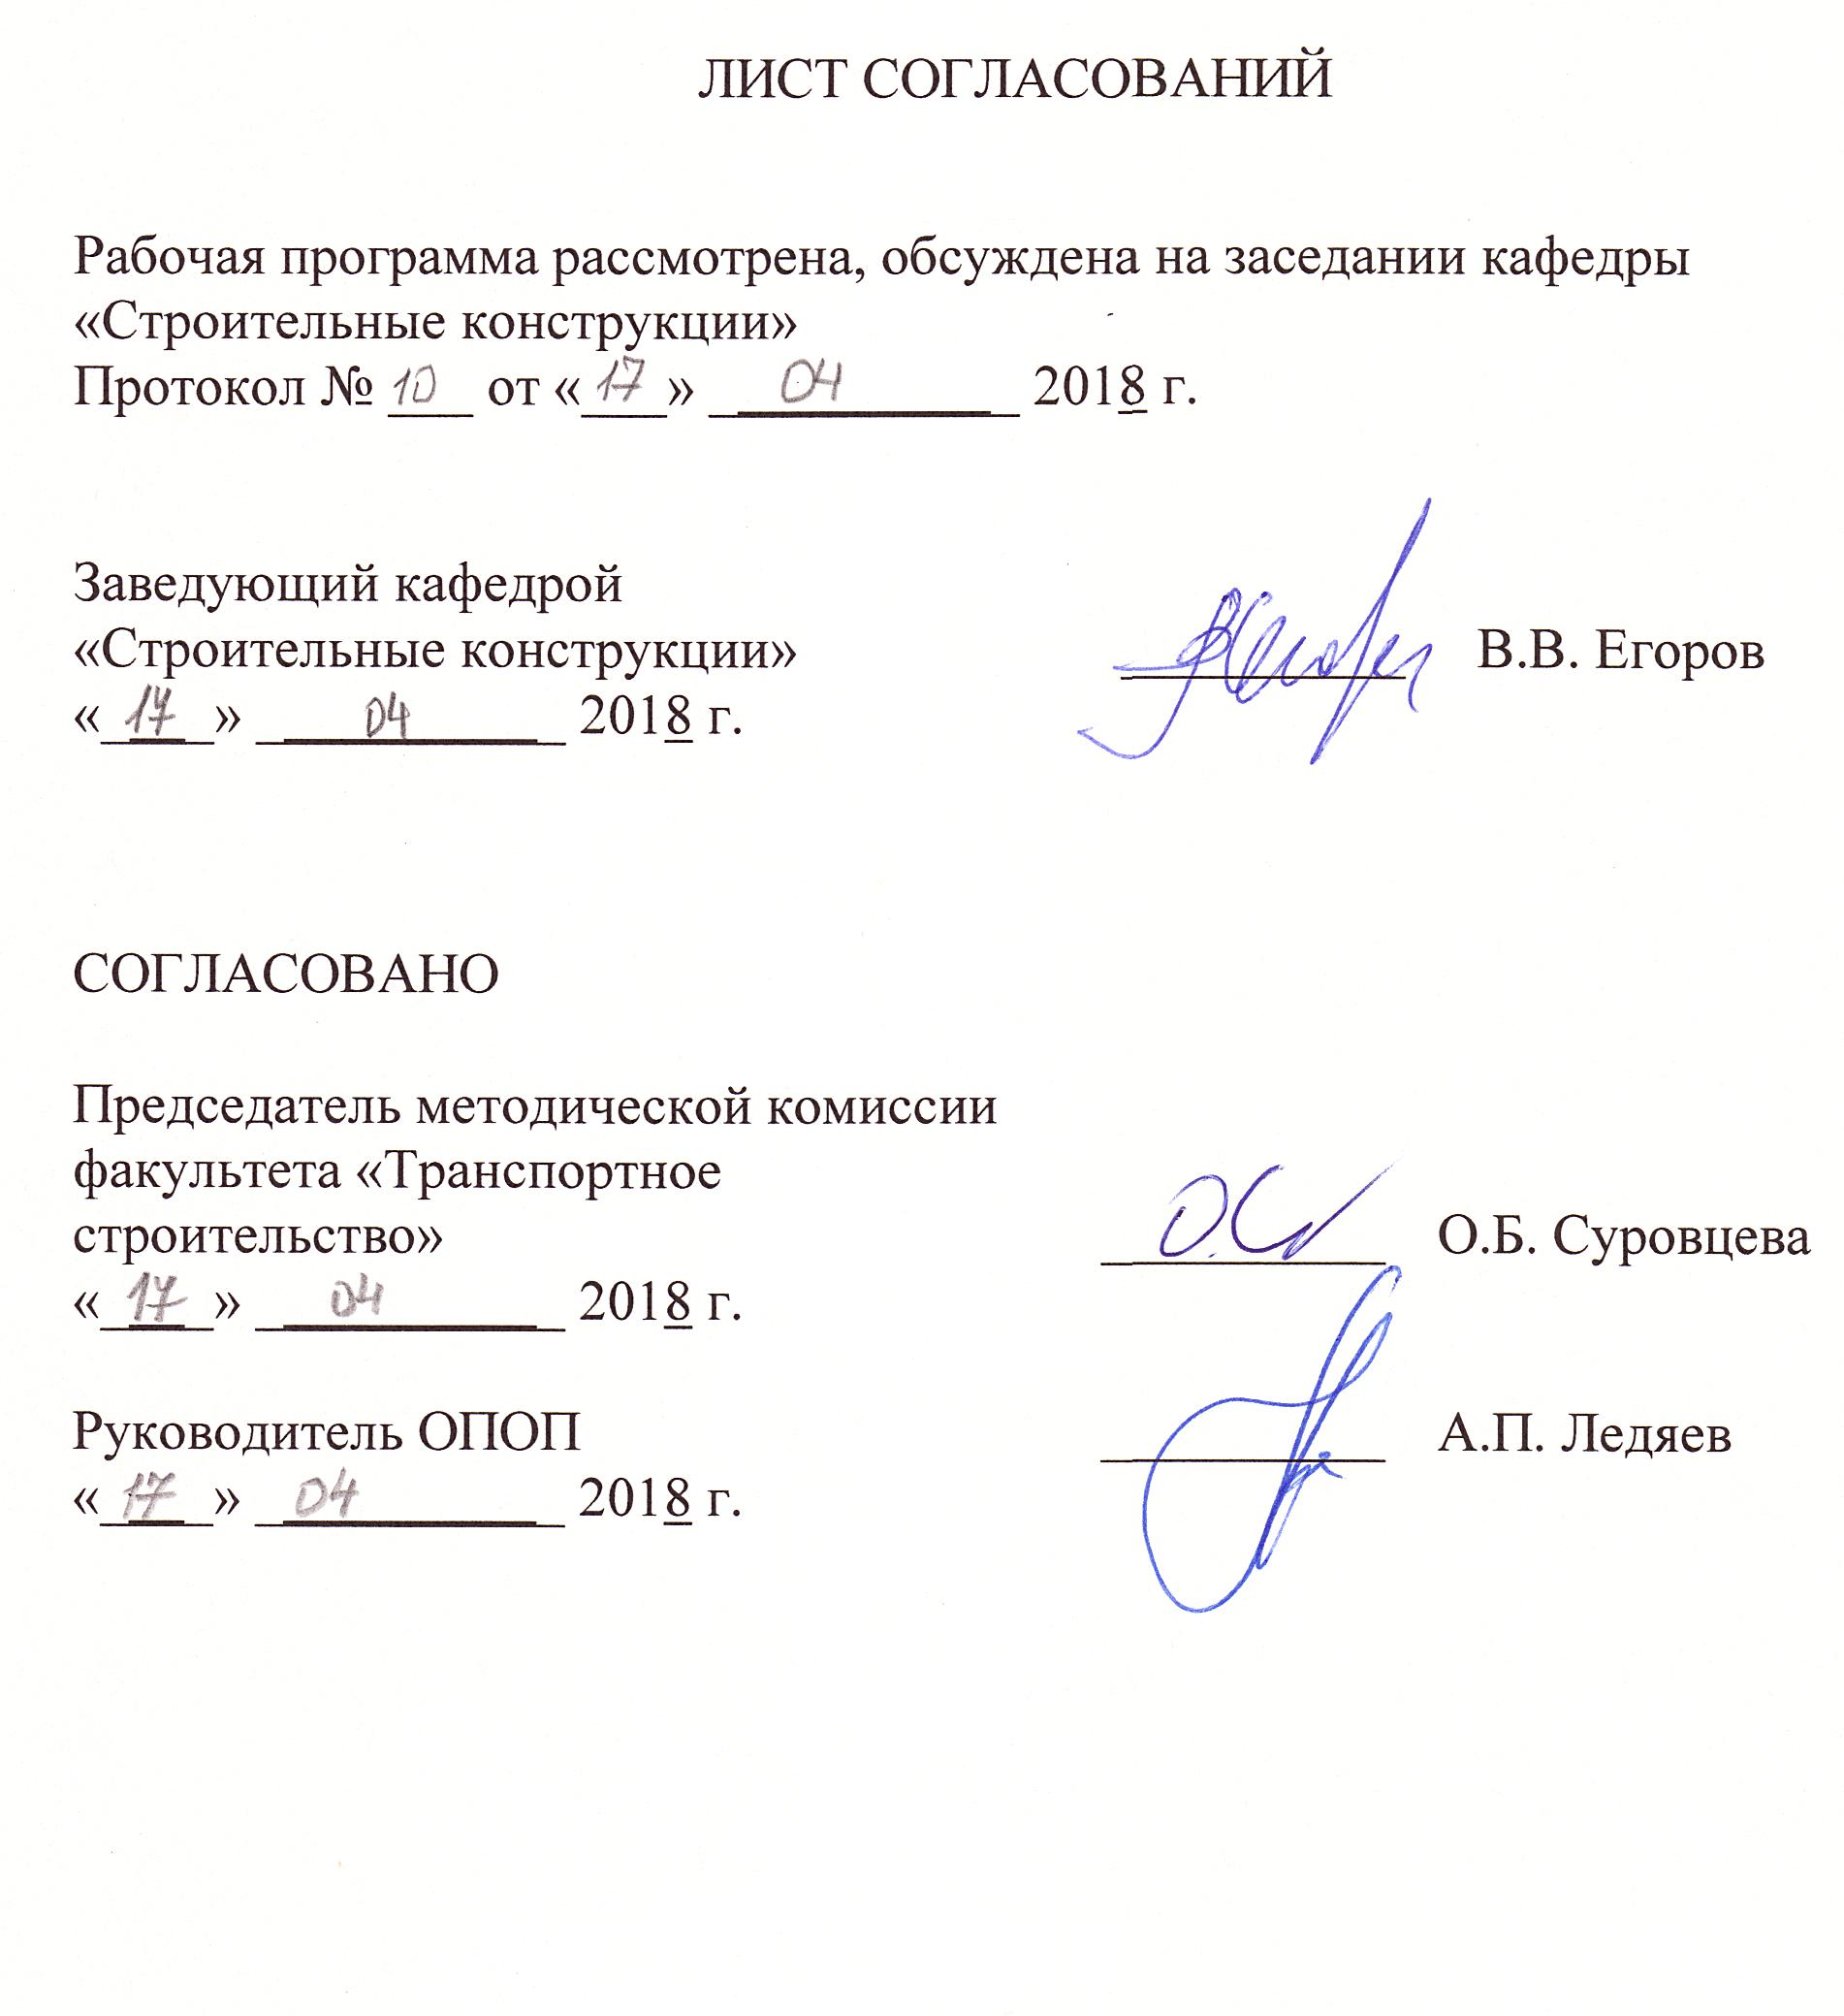 ЛИСТ СОГЛАСОВАНИЙ
Рабочая программа рассмотрена, обсуждена на заседании кафедры
«Строительные конструкции»
Протокол № 10 от «17» 04 2018 г.
Заведующий кафедрой
«Строительные конструкции» В.В. Егоров
«17» 04 2018 г.
СОГЛАСОВАНО
Председатель методической комиссии
факультета «Транспортное
строительство» О.Б. Суровцева
«17» 04 2018 г.
Руководитель ОПОП А.П. Ледяев
«17» 04 2018 г.